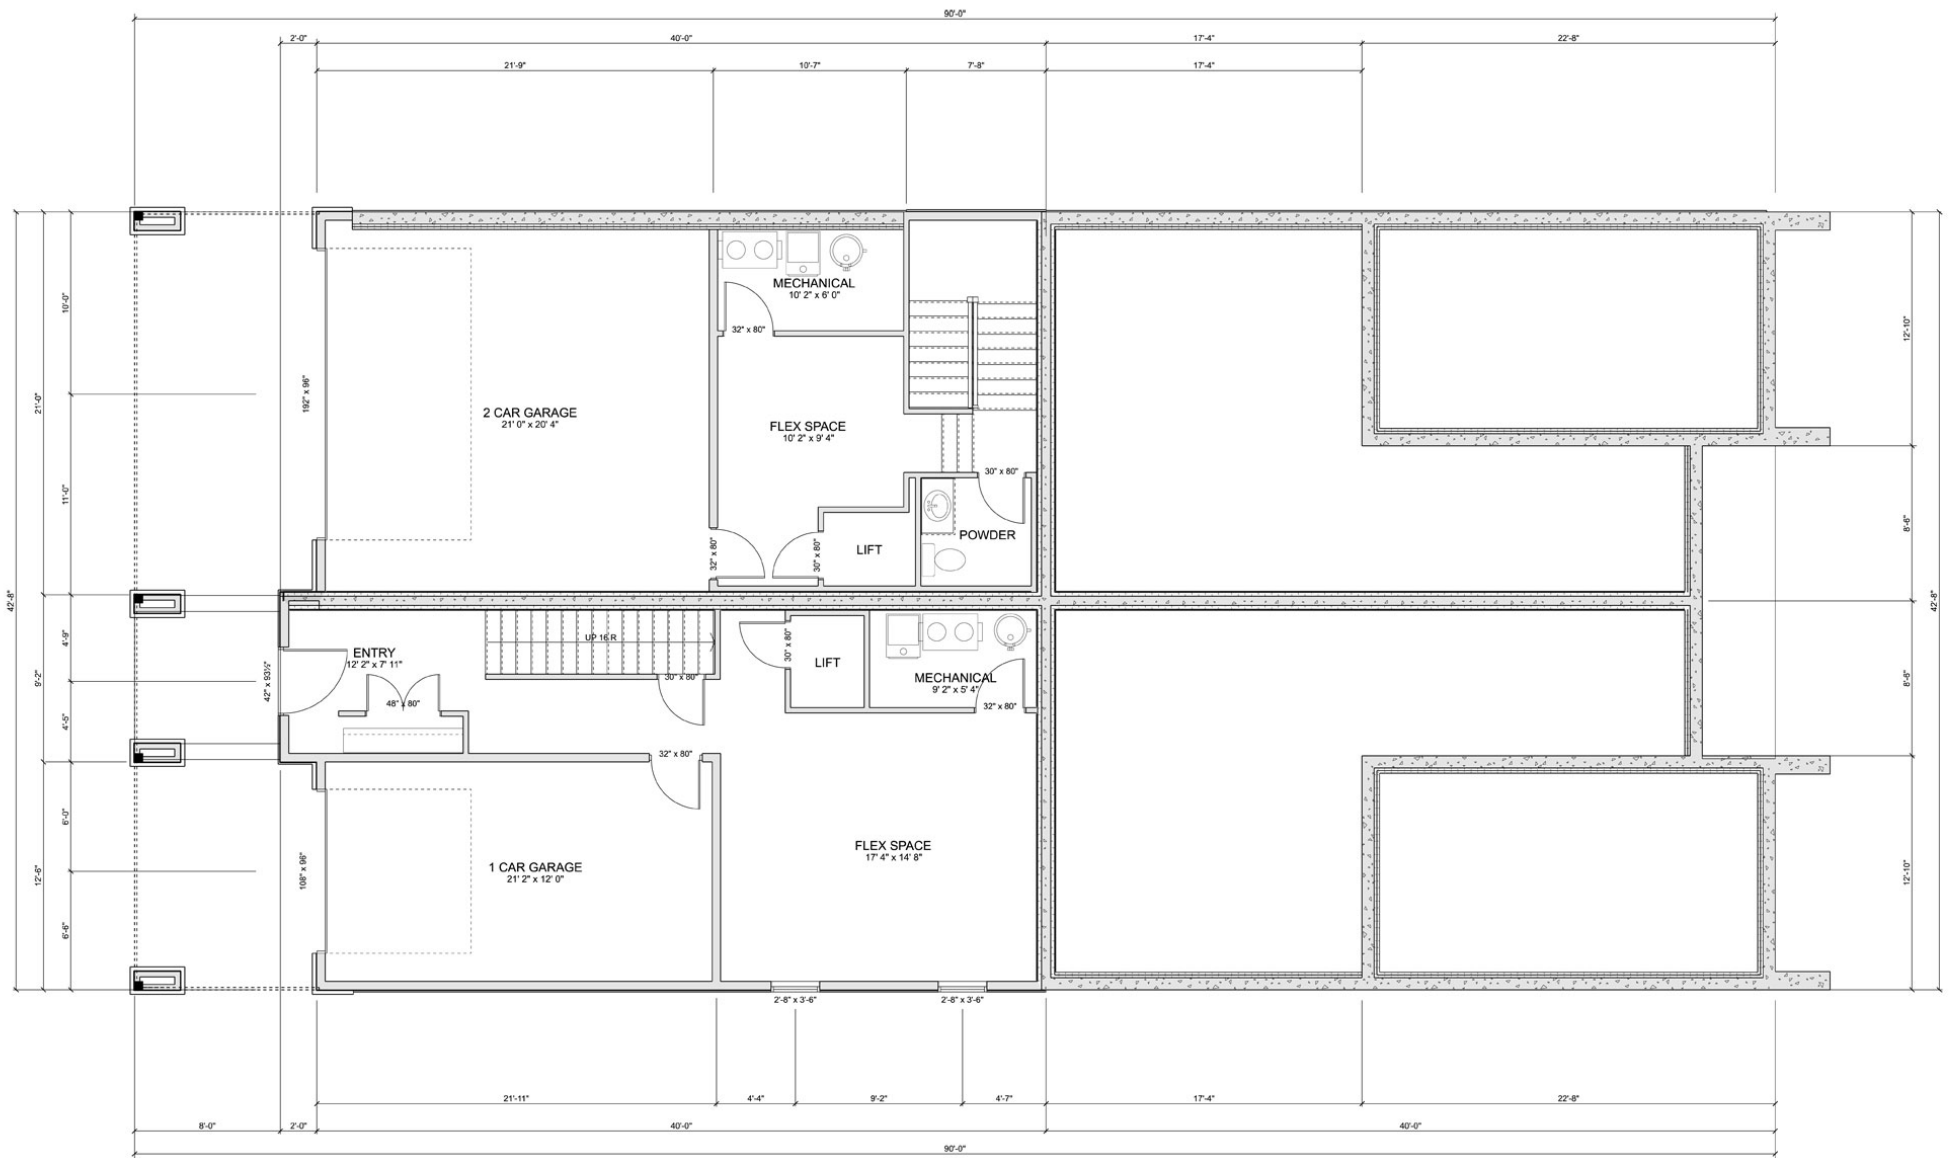 90'-0"
2'-0"
40'-0"
17'-4"
22'-8"
21'-9"
10'-7"
7'-8"
17'-4"
MECHANICAL
10' 2" x 6' 0"
32" x 80"
10'-0"
12'-10"
192" x 96"
21'-0"
2 CAR GARAGE
21' 0" x 20' 4"
FLEX SPACE
10' 2" x 9' 4"
30" x 80"
11'-0"
8'-6"
POWDER
LIFT
32" x 80"
30" x 80"
42'-8"
42'-8"
UP 16 R
4'-9"
ENTRY
12' 2" x 7' 11"
30" x 80"
LIFT
MECHANICAL
9' 2" x 5' 4"
30" x 80"
42" x 93½"
9'-2"
8'-8"
48" x 80"
32" x 80"
4'-5"
32" x 80"
6'-0"
FLEX SPACE
17' 4" x 14' 8"
1 CAR GARAGE
21' 2" x 12' 0"
108" x 96"
12'-6"
12'-10"
6'-6"
2'-8" x 3'-6"
2'-8" x 3'-6"
21'-11"
4'-4"
9'-2"
4'-7"
17'-4"
22'-8"
8'-0"
2'-0"
40'-0"
40'-0"
90'-0"